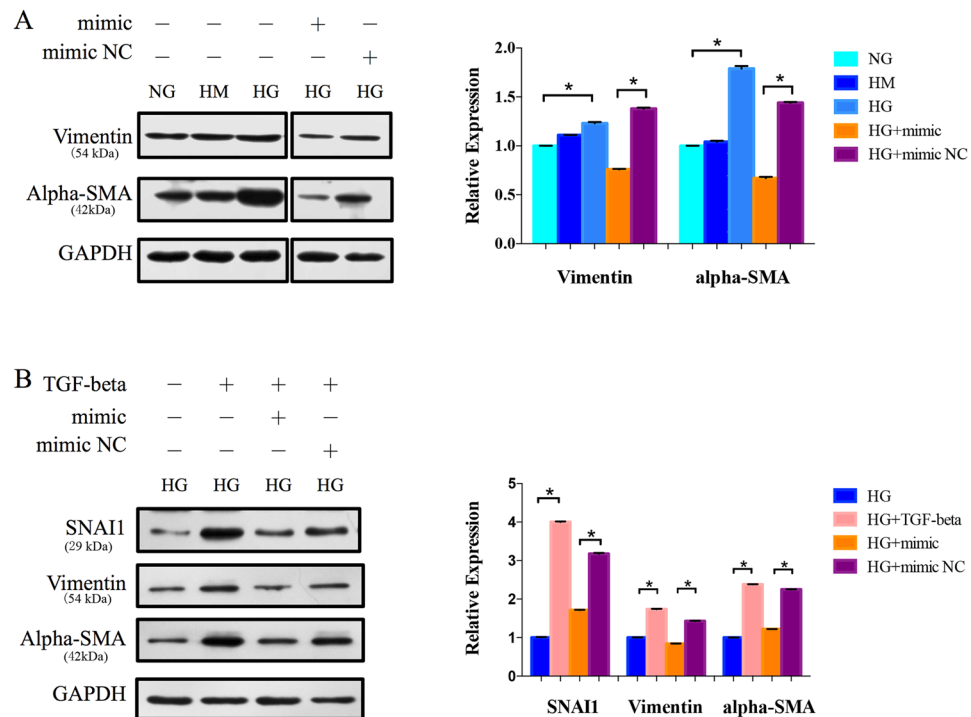 A
mimic − − − + −
mimic NC − − − − +
NG HM HG HG HG
Vimentin
(54 kDa)
Alpha-SMA
(42kDa)
GAPDH
Relative Expression
2.0
1.5
1.0
0.5
0.0
* * * *
Vimentin alpha-SMA
NG
HM
HG
HG+mimic
HG+mimic NC
B
TGF-beta − + + +
mimic − − + −
mimic NC − − − +
HG HG HG HG
SNAI1
(29 kDa)
Vimentin
(54 kDa)
Alpha-SMA
(42kDa)
GAPDH
Relative Expression
5
4
3
2
1
0
* * * * * *
SNAI1 Vimentin alpha-SMA
HG
HG+TGF-beta
HG+mimic
HG+mimic NC